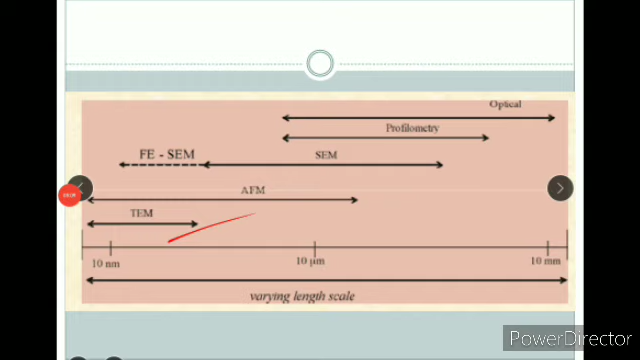 Optical
Profilometry
FE - SEM
SEM
AFM
TEM
10 nm
10 µm
10 mm
varying length scale
PowerDirector